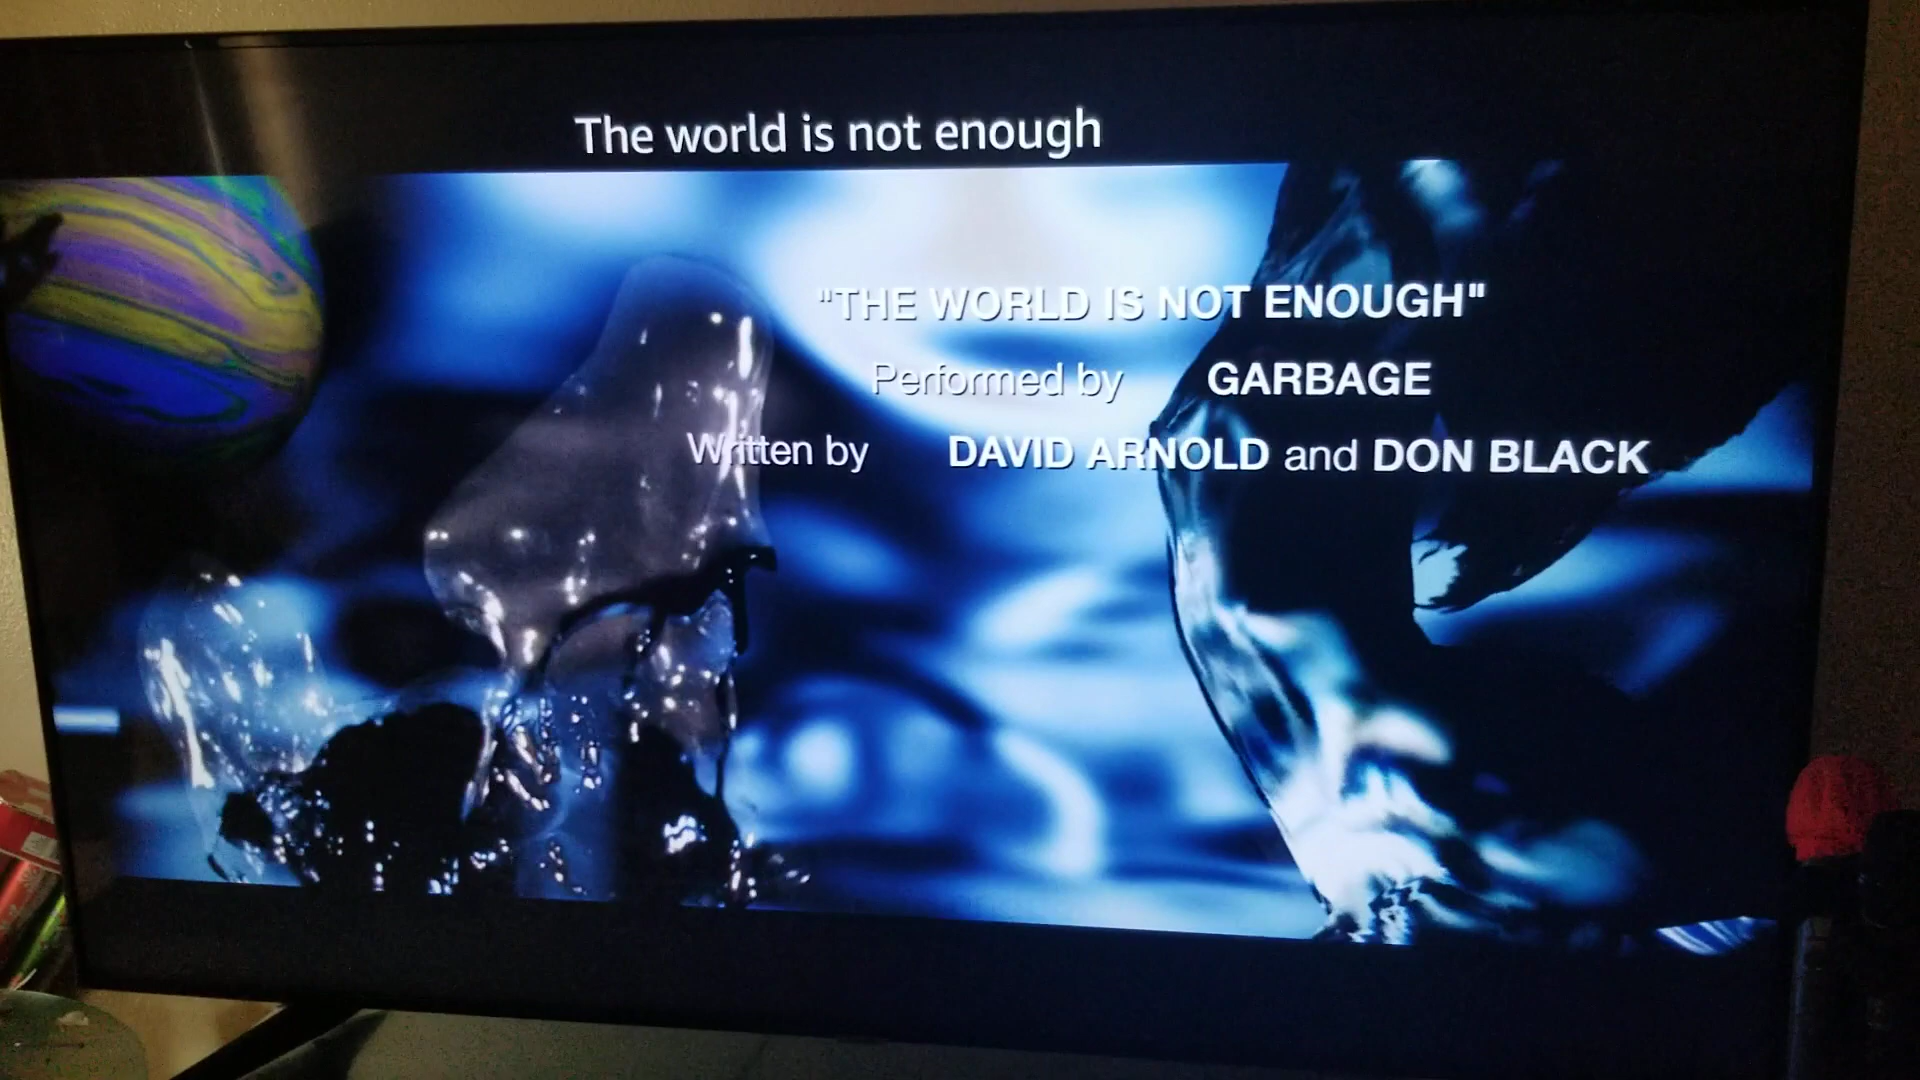 The world is not enough
"THE WORLD IS NOT ENOUGH"
Performed by GARBAGE
Written by DAVID ARNOLD and DON BLACK